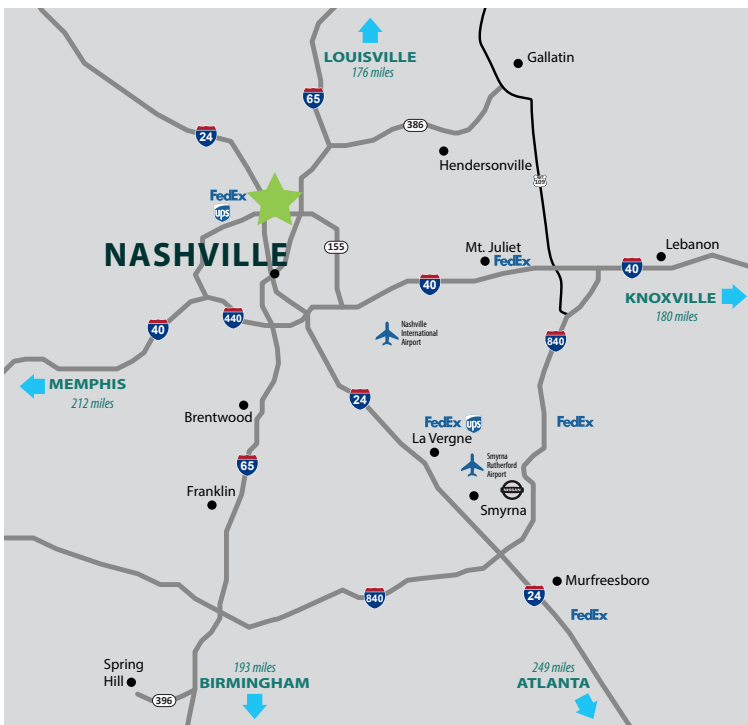 LOUISVILLE
176 miles
Gallatin
65
24
386
Hendersonville
FedEx
ups
109
155
NASHVILLE
Mt. Juliet
FedEx
Lebanon
40
40
KNOXVILLE
180 miles
440
40
Nashville
International
Airport
840
MEMPHIS
212 miles
24
Brentwood
FedEx
ups
FedEx
La Vergne
65
Smyrna
Rutherford
Airport
Franklin
NISSAN
Smyrna
Murfreesboro
840
24
FedEx
Spring
Hill
396
193 miles
BIRMINGHAM
249 miles
ATLANTA